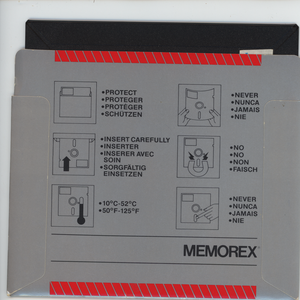 •PROTECT
•PROTEGER
•PROTÉGER
•SCHÜTZEN
•NEVER
•NUNCA
•JAMAIS
•NIE
•INSERT CAREFULLY
•INSERTER
•INSERER AVEC
SOIN
•SORGFÄLTIG
EINSETZEN
•NO
•NO
•NON
•FALSCH
•10°C-52°C
•50°F-125°F
•NEVER
•NUNCA
•JAMAIS
•NIE
MEMOREX